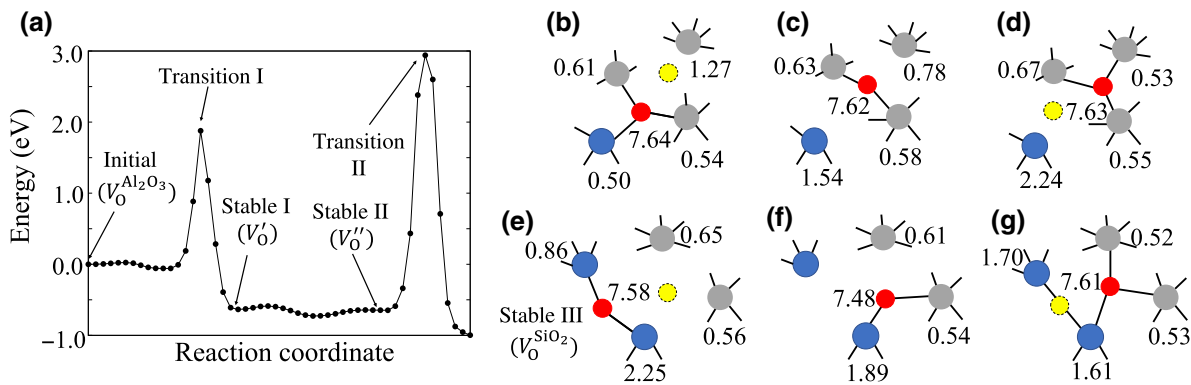 (a)
Energy (eV)
3.0
2.0
1.0
0.0
−1.0
Transition I
Initial
(V_O^{Al₂O₃})
Stable I
(V_O′)
Transition
II
Stable II
(V_O″)
Reaction coordinate
(b)
0.61
1.27
7.64
0.50
0.54
(c)
0.63
0.78
7.62
1.54
0.58
(d)
0.67
0.53
7.63
2.24
0.55
(e)
0.86
0.65
7.58
Stable III
(V_O^{SiO₂})
0.56
2.25
(f)
0.61
7.48
0.54
1.89
(g)
1.70
0.52
7.61
0.53
1.61